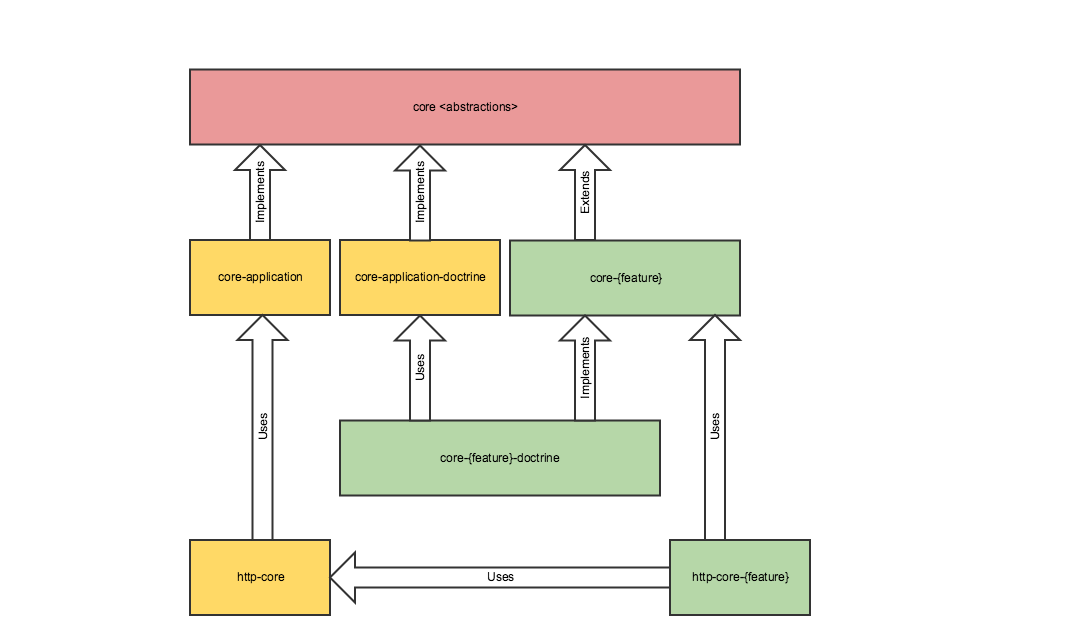 core <abstractions>
Implements
Implements
Extends
core-application
core-application-doctrine
core-{feature}
Uses
Implements
Uses
Uses
core-{feature}-doctrine
http-core
Uses
http-core-{feature}